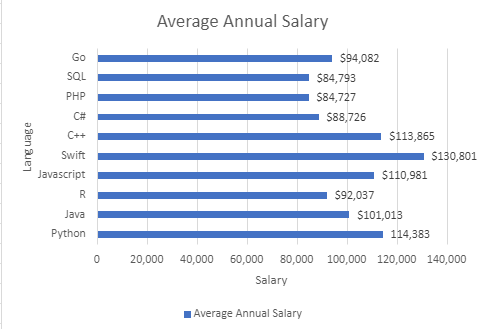 Average Annual Salary
Language
Go $94,082
SQL $84,793
PHP $84,727
C# $88,726
C++ $113,865
Swift $130,801
Javascript $110,981
R $92,037
Java $101,013
Python 114,383
0 20,000 40,000 60,000 80,000 100,000 120,000 140,000
Salary
Average Annual Salary